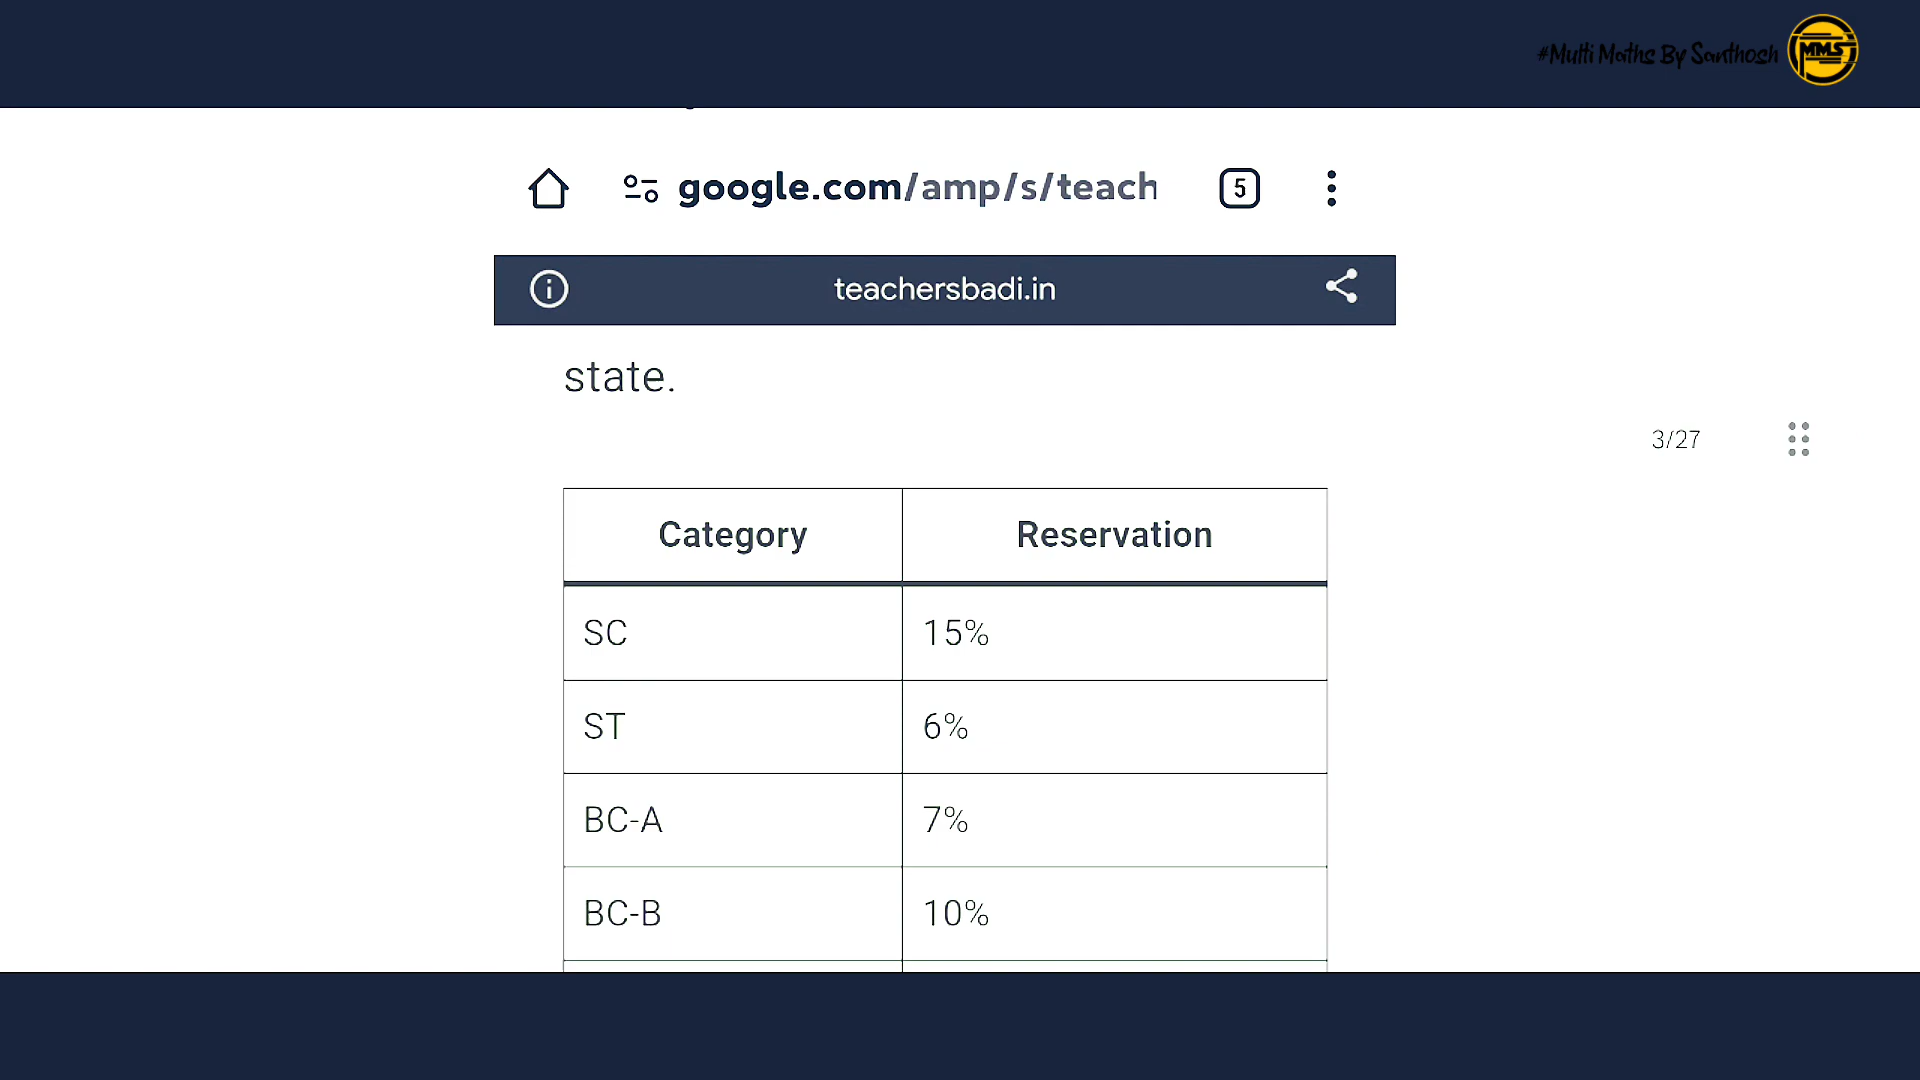 #Multi Maths By Santhosh
MMS
google.com/amp/s/teach
5
teachersbadi.in
state.
3/27
Category Reservation
SC 15%
ST 6%
BC-A 7%
BC-B 10%